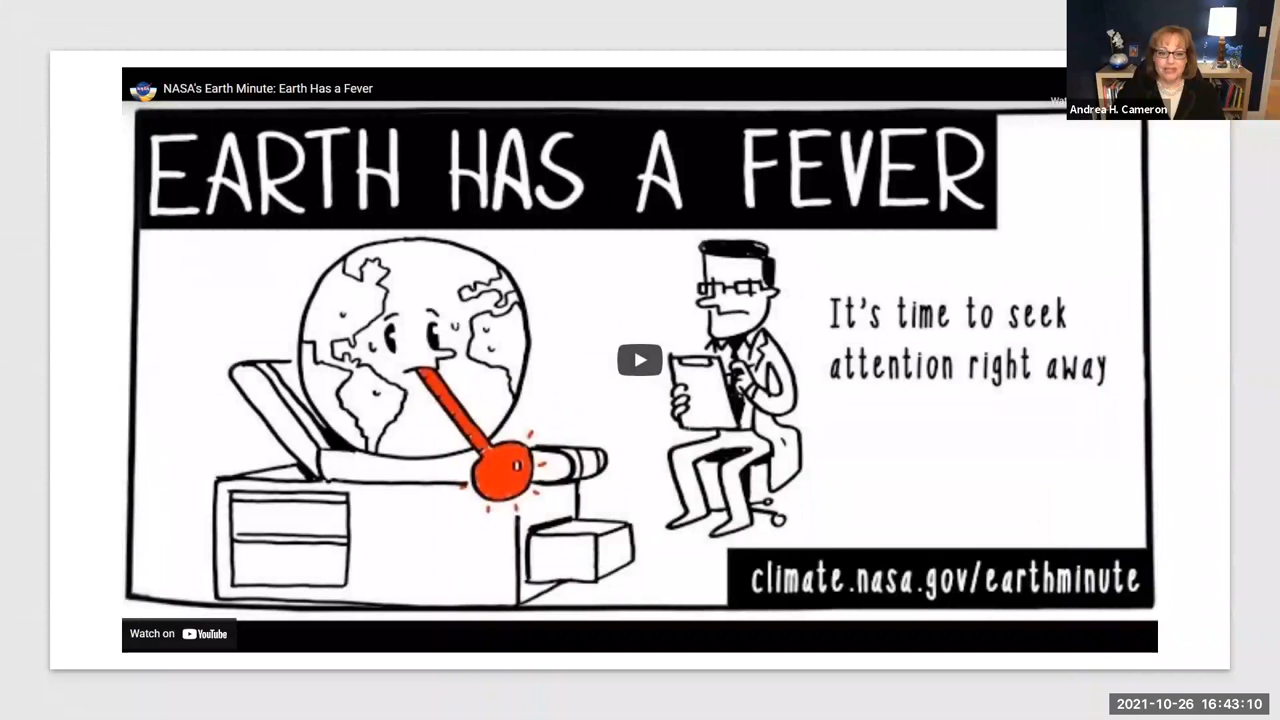 NASA's Earth Minute: Earth Has a Fever
Andrea H. Cameron
EARTH HAS A FEVER
It's time to seek
attention right away
climate.nasa.gov/earthminute
Watch on YouTube
2021-10-26 16:43:10